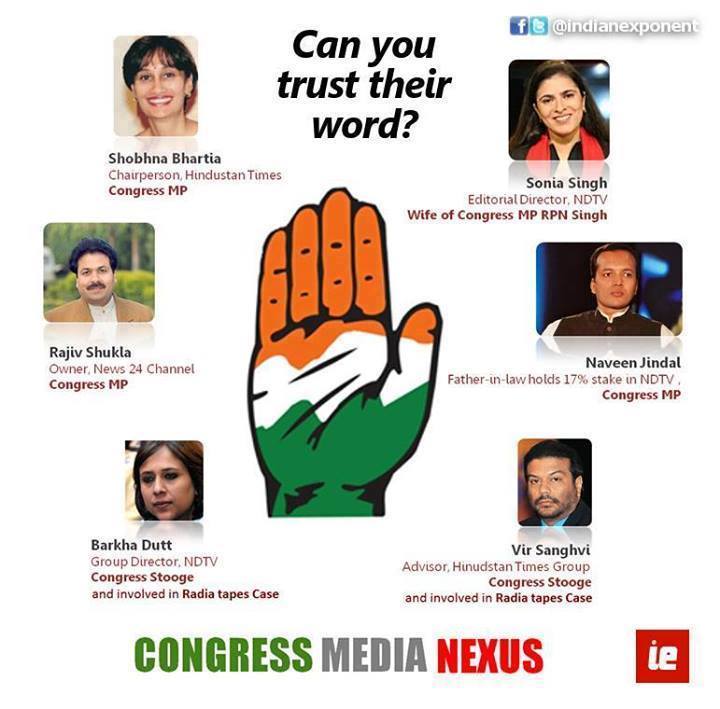 @indianexponent
Can you
trust their
word?
Shobhna Bhartia
Chairperson, Hindustan Times
Congress MP
Sonia Singh
Editorial Director, NDTV
Wife of Congress MP RPN Singh
Rajiv Shukla
Owner, News 24 Channel
Congress MP
Naveen Jindal
Father-in-law holds 17% stake in NDTV ,
Congress MP
Barkha Dutt
Group Director, NDTV
Congress Stooge
and involved in Radia tapes Case
Vir Sanghvi
Advisor, Hinudstan Times Group
Congress Stooge
and involved in Radia tapes Case
CONGRESS MEDIA NEXUS
ie